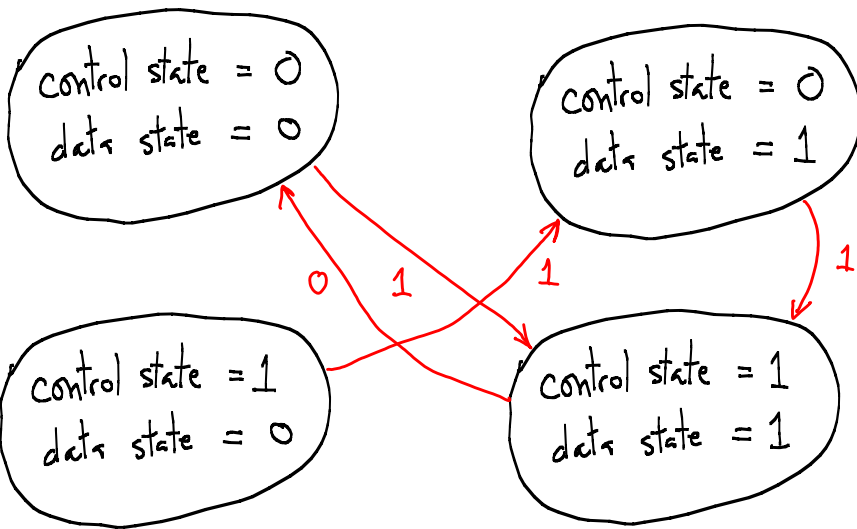 control state = 0
data state = 0
control state = 0
data state = 1
0
1
1
1
control state = 1
data state = 0
control state = 1
data state = 1